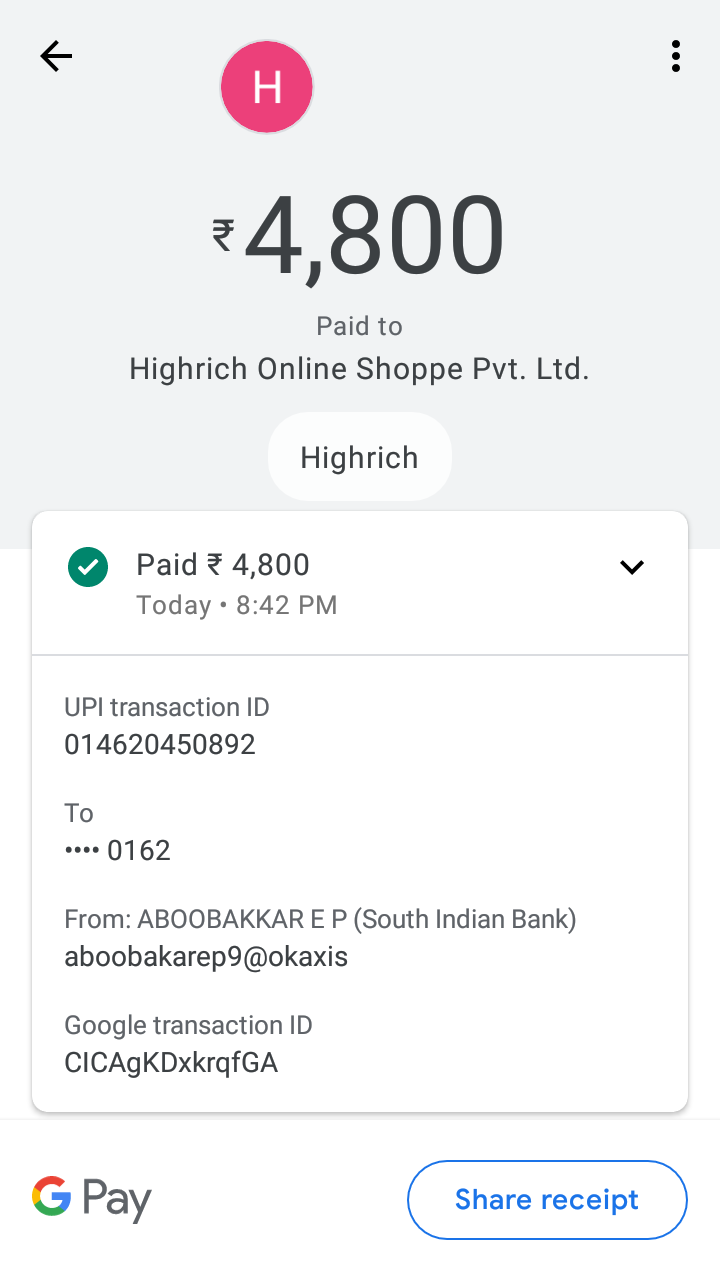 H
₹4,800
Paid to
Highrich Online Shoppe Pvt. Ltd.
Highrich
Paid ₹ 4,800
Today • 8:42 PM
UPI transaction ID
014620450892
To
•••• 0162
From: ABOOBAKKAR E P (South Indian Bank)
aboobakarep9@okaxis
Google transaction ID
CICAgKDxkrqfGA
G Pay
Share receipt